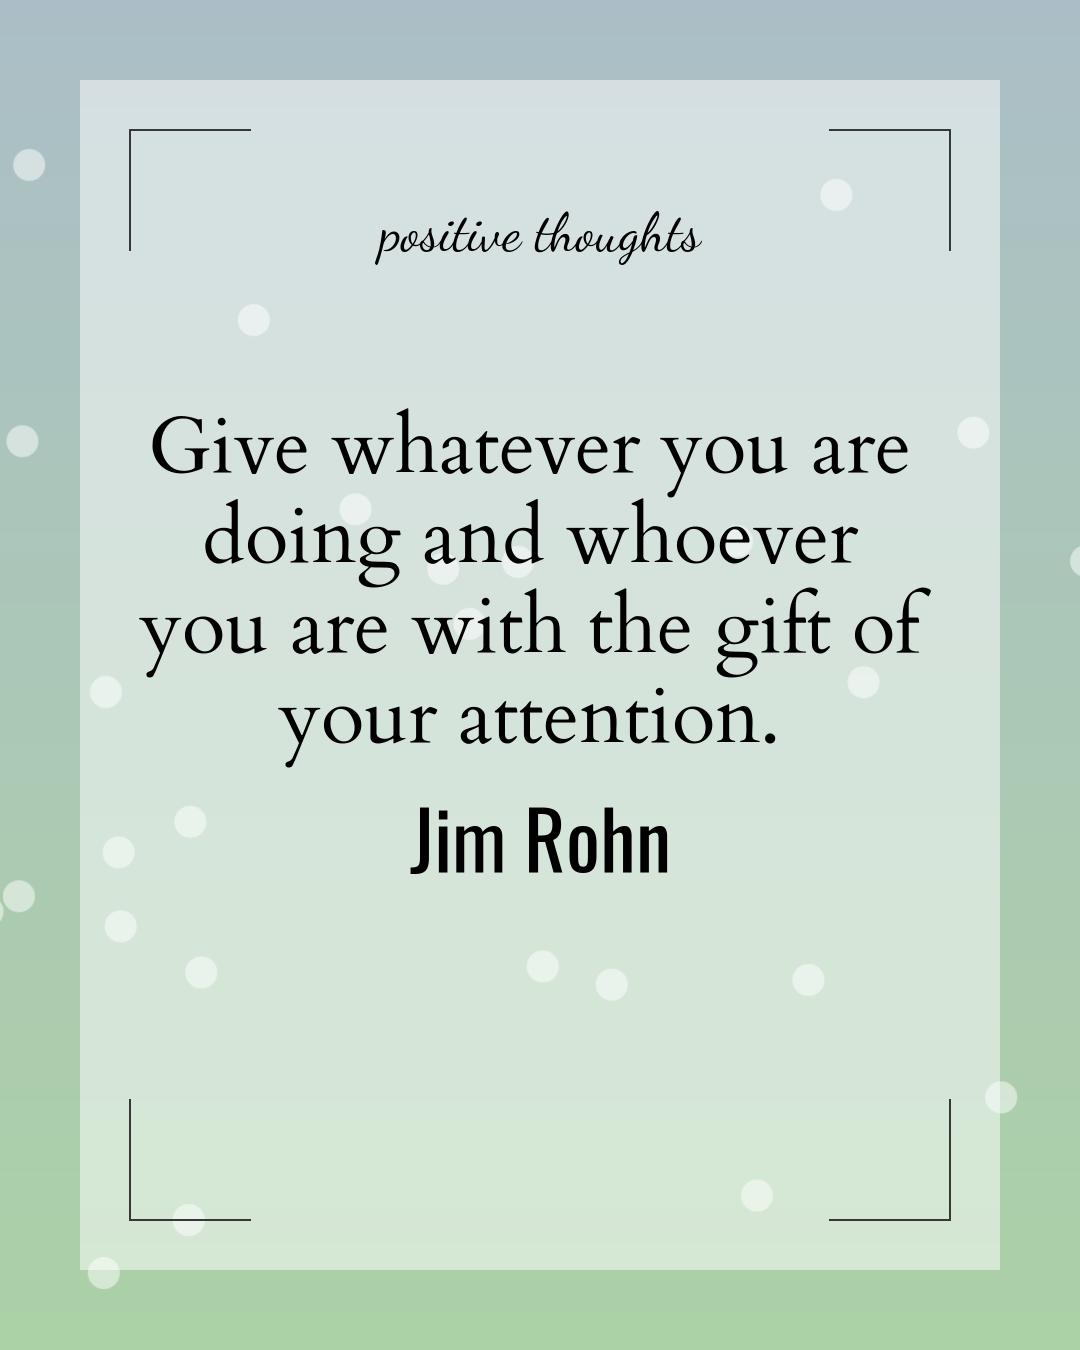 positive thoughts
Give whatever you are
doing and whoever
you are with the gift of
your attention.
Jim Rohn